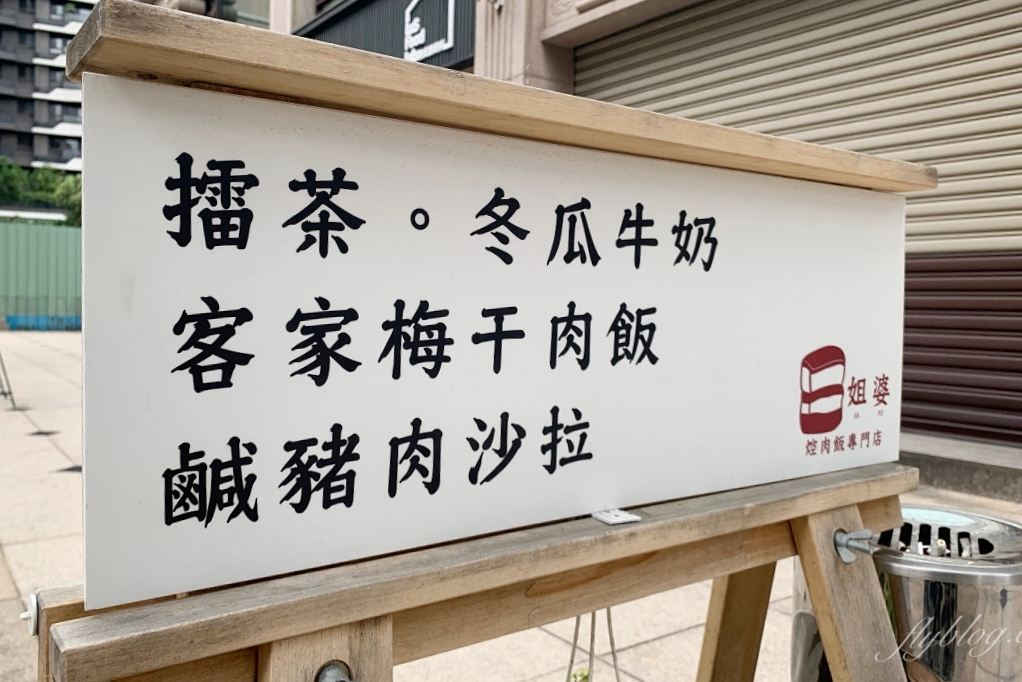 擂茶。冬瓜牛奶
客家梅干肉飯
鹹豬肉沙拉
姐婆
焢肉飯專門店
flyblog.c